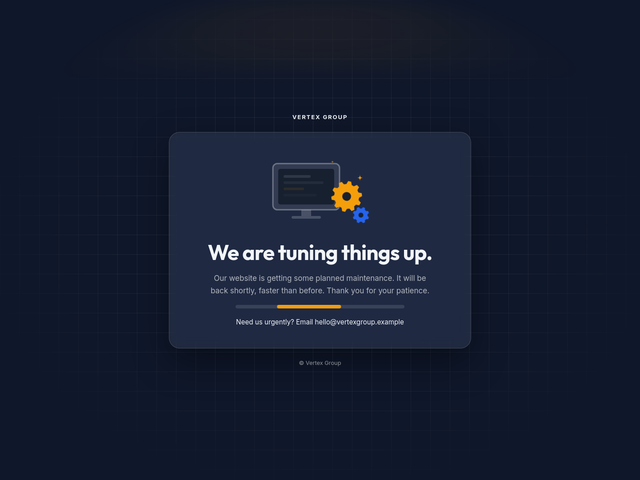 VERTEX GROUP
We are tuning things up.
Our website is getting some planned maintenance. It will be
back shortly, faster than before. Thank you for your patience.
Need us urgently? Email hello@vertexgroup.example
© Vertex Group